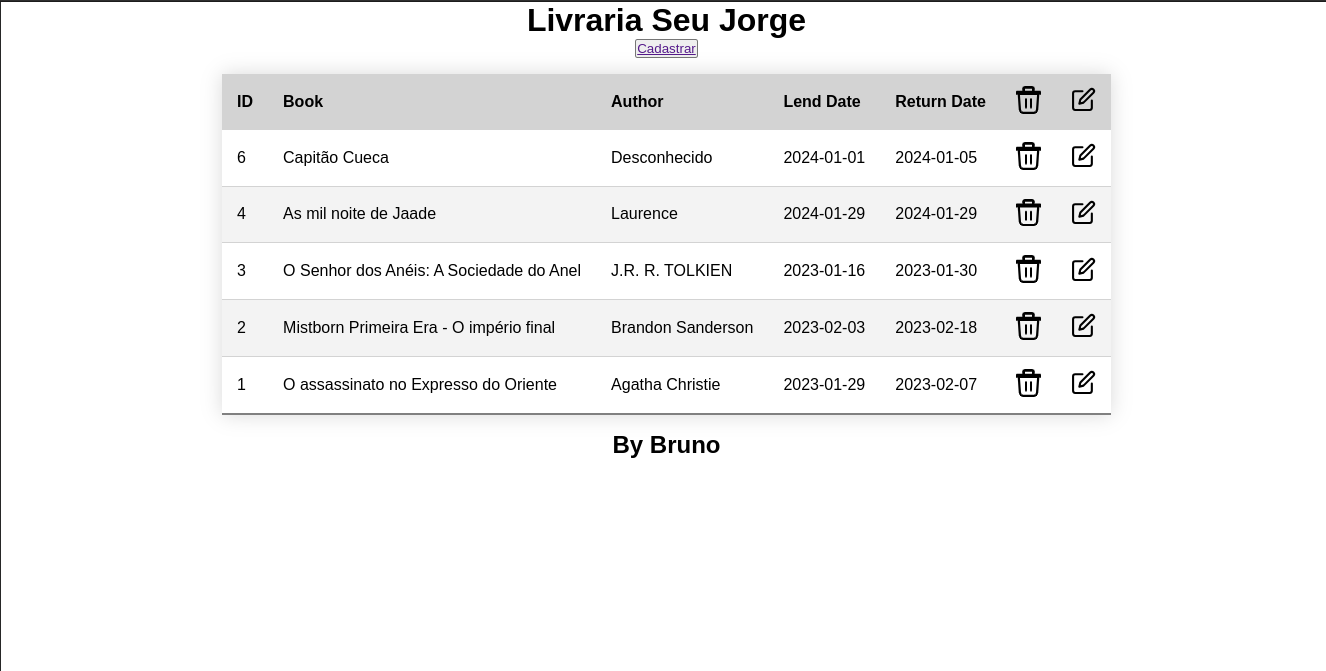 Livraria Seu Jorge
Cadastrar
ID Book Author Lend Date Return Date
6 Capitão Cueca Desconhecido 2024-01-01 2024-01-05
4 As mil noite de Jaade Laurence 2024-01-29 2024-01-29
3 O Senhor dos Anéis: A Sociedade do Anel J.R. R. TOLKIEN 2023-01-16 2023-01-30
2 Mistborn Primeira Era - O império final Brandon Sanderson 2023-02-03 2023-02-18
1 O assassinato no Expresso do Oriente Agatha Christie 2023-01-29 2023-02-07
By Bruno